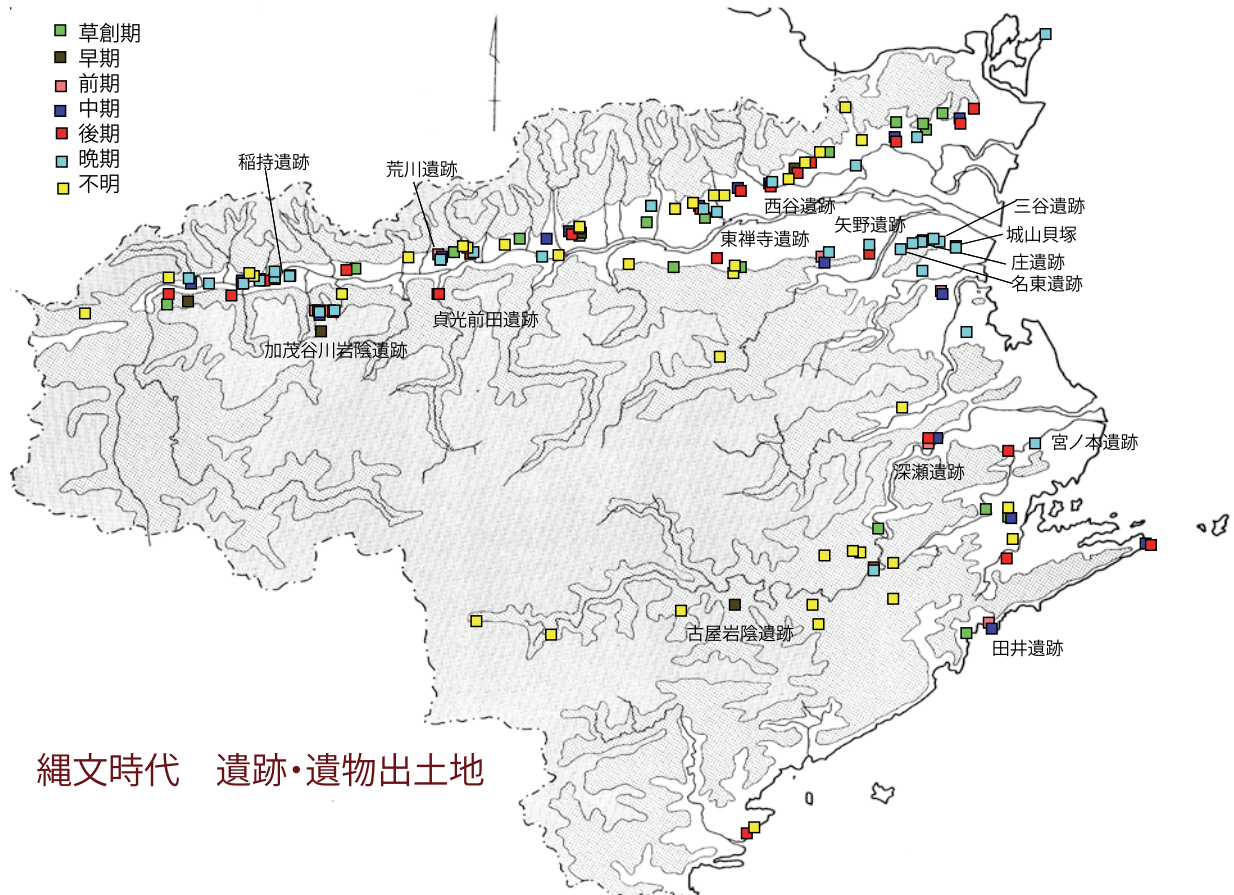 草創期
早期
前期
中期
後期
晩期
不明
稲持遺跡
荒川遺跡
西谷遺跡
矢野遺跡
三谷遺跡
東禅寺遺跡
城山貝塚
庄遺跡
名東遺跡
貞光前田遺跡
加茂谷川岩陰遺跡
宮ノ本遺跡
深瀬遺跡
古屋岩陰遺跡
田井遺跡
縄文時代　遺跡・遺物出土地